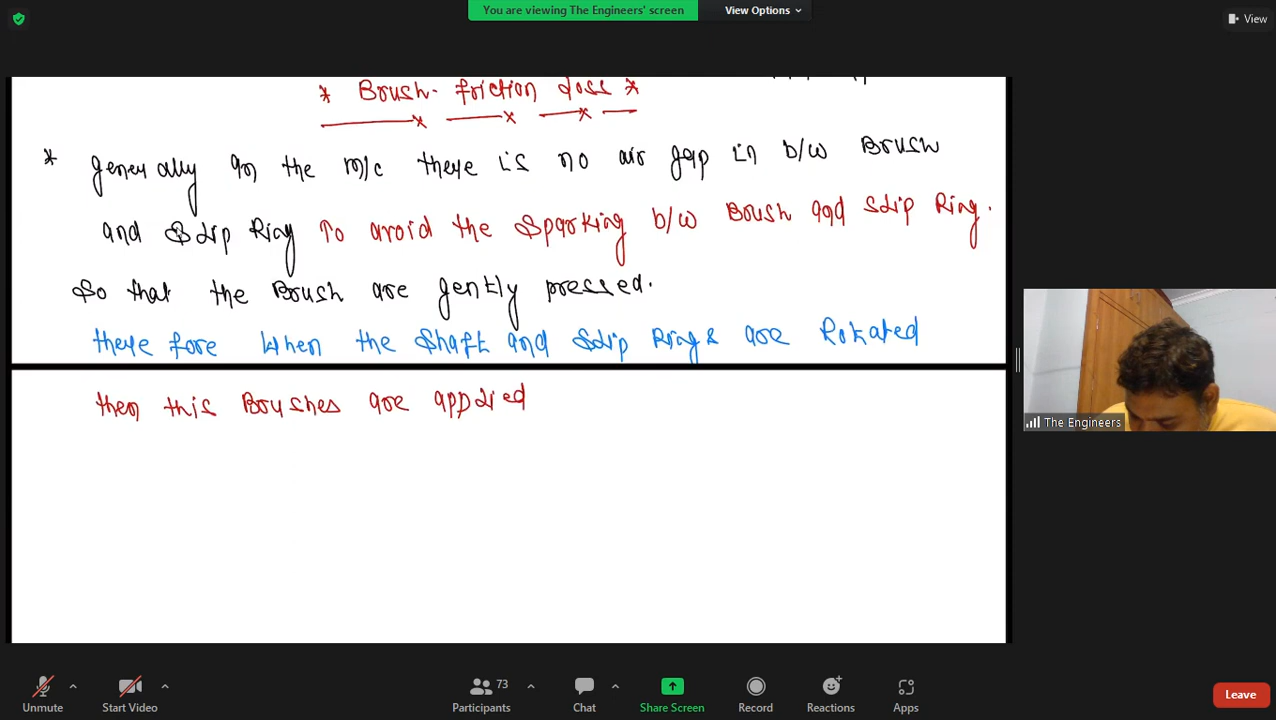 You are viewing The Engineers' screen
View Options
View
* Brush friction Loss *
* generally In the m/c there is no air gap in b/w Brush
and Slip Ring To avoid the Sparking b/w Brush and Slip Ring.
So that the Brush are gently pressed.
there fore When the Shaft and Slip Rings are Rotated
then this Brushes are applied
The Engineers
Unmute
Start Video
73
Participants
Chat
Share Screen
Record
Reactions
Apps
Leave